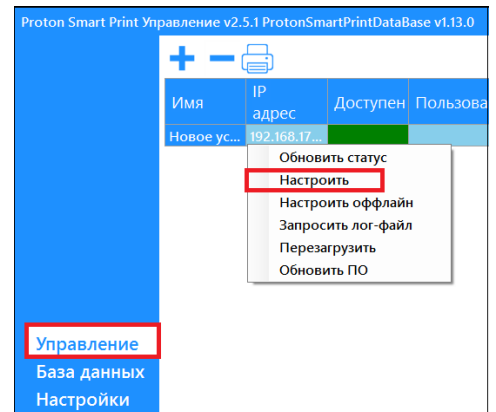 Proton Smart Print Управление v2.5.1 ProtonSmartPrintDataBase v1.13.0
Имя IP адрес Доступен Пользова
Новое ус... 192.168.17...
Обновить статус
Настроить
Настроить оффлайн
Запросить лог-файл
Перезагрузить
Обновить ПО
Управление
База данных
Настройки